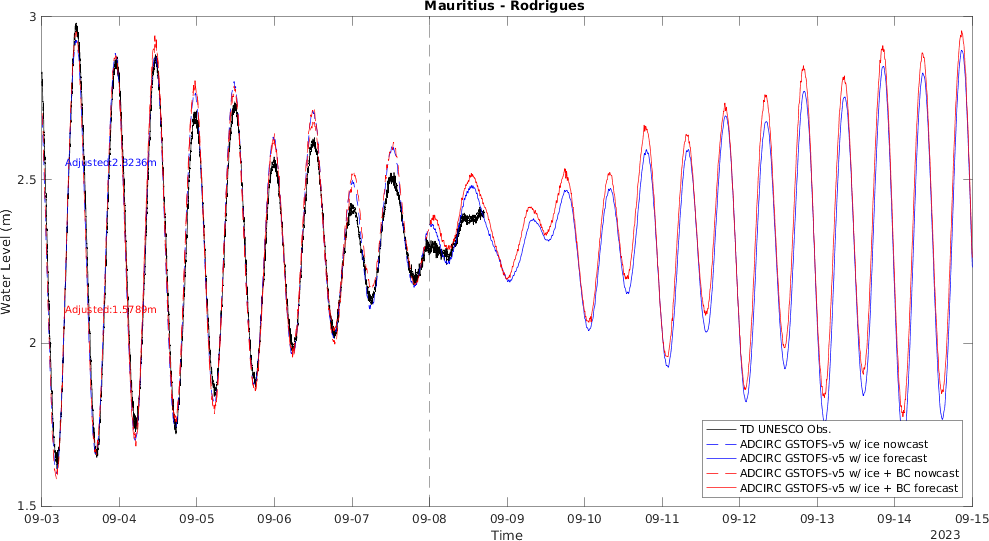 Mauritius - Rodrigues
3
2.5
2
1.5
Water Level (m)
Adjusted:2.3236m
Adjusted:1.5789m
TD UNESCO Obs.
ADCIRC GSTOFS-v5 w/ ice nowcast
ADCIRC GSTOFS-v5 w/ ice forecast
ADCIRC GSTOFS-v5 w/ ice + BC nowcast
ADCIRC GSTOFS-v5 w/ ice + BC forecast
09-03 09-04 09-05 09-06 09-07 09-08 09-09 09-10 09-11 09-12 09-13 09-14 09-15
Time
2023